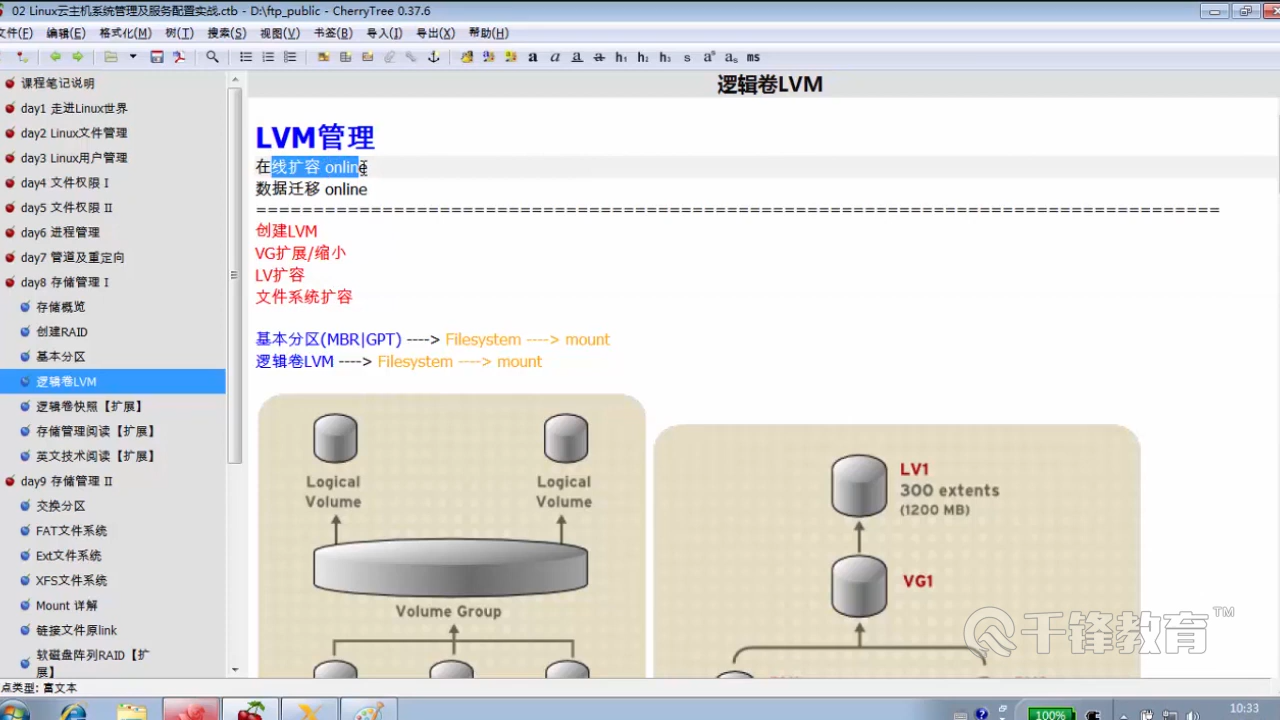 02 Linux云主机系统管理及服务配置实战.ctb - D:\ftp_public - CherryTree 0.37.6
文件(F) 编辑(E) 格式化(M) 树(T) 搜索(S) 视图(V) 书签(B) 导入(I) 导出(X) 帮助(H)
a a a a h₁ h₂ h₃ s aˢ aₛ ms
课程笔记说明
day1 走进Linux世界
day2 Linux文件管理
day3 Linux用户管理
day4 文件权限 I
day5 文件权限 II
day6 进程管理
day7 管道及重定向
day8 存储管理 I
存储概览
创建RAID
基本分区
逻辑卷LVM
逻辑卷快照【扩展】
存储管理阅读【扩展】
英文技术阅读【扩展】
day9 存储管理 II
交换分区
FAT文件系统
Ext文件系统
XFS文件系统
Mount 详解
链接文件原link
软磁盘阵列RAID【扩
展】
点类型: 富文本
逻辑卷LVM
LVM管理
在线扩容 online
数据迁移 online
========================================================================================
创建LVM
VG扩展/缩小
LV扩容
文件系统扩容
基本分区(MBR|GPT) ----> Filesystem ----> mount
逻辑卷LVM ----> Filesystem ----> mount
Logical
Volume
Logical
Volume
Volume Group
LV1
300 extents
(1200 MB)
VG1
千锋教育™
100%
10:33